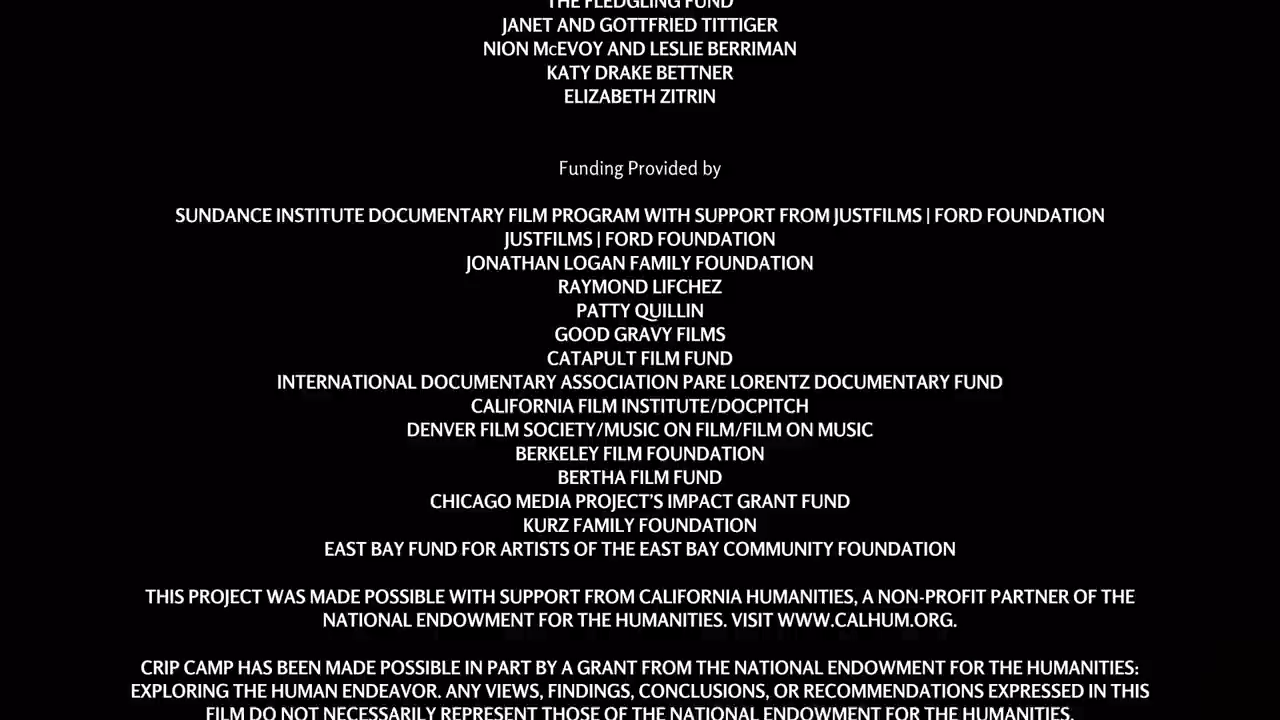 THE FLEDGLING FUND
JANET AND GOTTFRIED TITTIGER
NION McEVOY AND LESLIE BERRIMAN
KATY DRAKE BETTNER
ELIZABETH ZITRIN
Funding Provided by
SUNDANCE INSTITUTE DOCUMENTARY FILM PROGRAM WITH SUPPORT FROM JUSTFILMS | FORD FOUNDATION
JUSTFILMS | FORD FOUNDATION
JONATHAN LOGAN FAMILY FOUNDATION
RAYMOND LIFCHEZ
PATTY QUILLIN
GOOD GRAVY FILMS
CATAPULT FILM FUND
INTERNATIONAL DOCUMENTARY ASSOCIATION PARE LORENTZ DOCUMENTARY FUND
CALIFORNIA FILM INSTITUTE/DOCPITCH
DENVER FILM SOCIETY/MUSIC ON FILM/FILM ON MUSIC
BERKELEY FILM FOUNDATION
BERTHA FILM FUND
CHICAGO MEDIA PROJECT'S IMPACT GRANT FUND
KURZ FAMILY FOUNDATION
EAST BAY FUND FOR ARTISTS OF THE EAST BAY COMMUNITY FOUNDATION
THIS PROJECT WAS MADE POSSIBLE WITH SUPPORT FROM CALIFORNIA HUMANITIES, A NON-PROFIT PARTNER OF THE
NATIONAL ENDOWMENT FOR THE HUMANITIES. VISIT WWW.CALHUM.ORG.
CRIP CAMP HAS BEEN MADE POSSIBLE IN PART BY A GRANT FROM THE NATIONAL ENDOWMENT FOR THE HUMANITIES:
EXPLORING THE HUMAN ENDEAVOR. ANY VIEWS, FINDINGS, CONCLUSIONS, OR RECOMMENDATIONS EXPRESSED IN THIS
FILM DO NOT NECESSARILY REPRESENT THOSE OF THE NATIONAL ENDOWMENT FOR THE HUMANITIES.